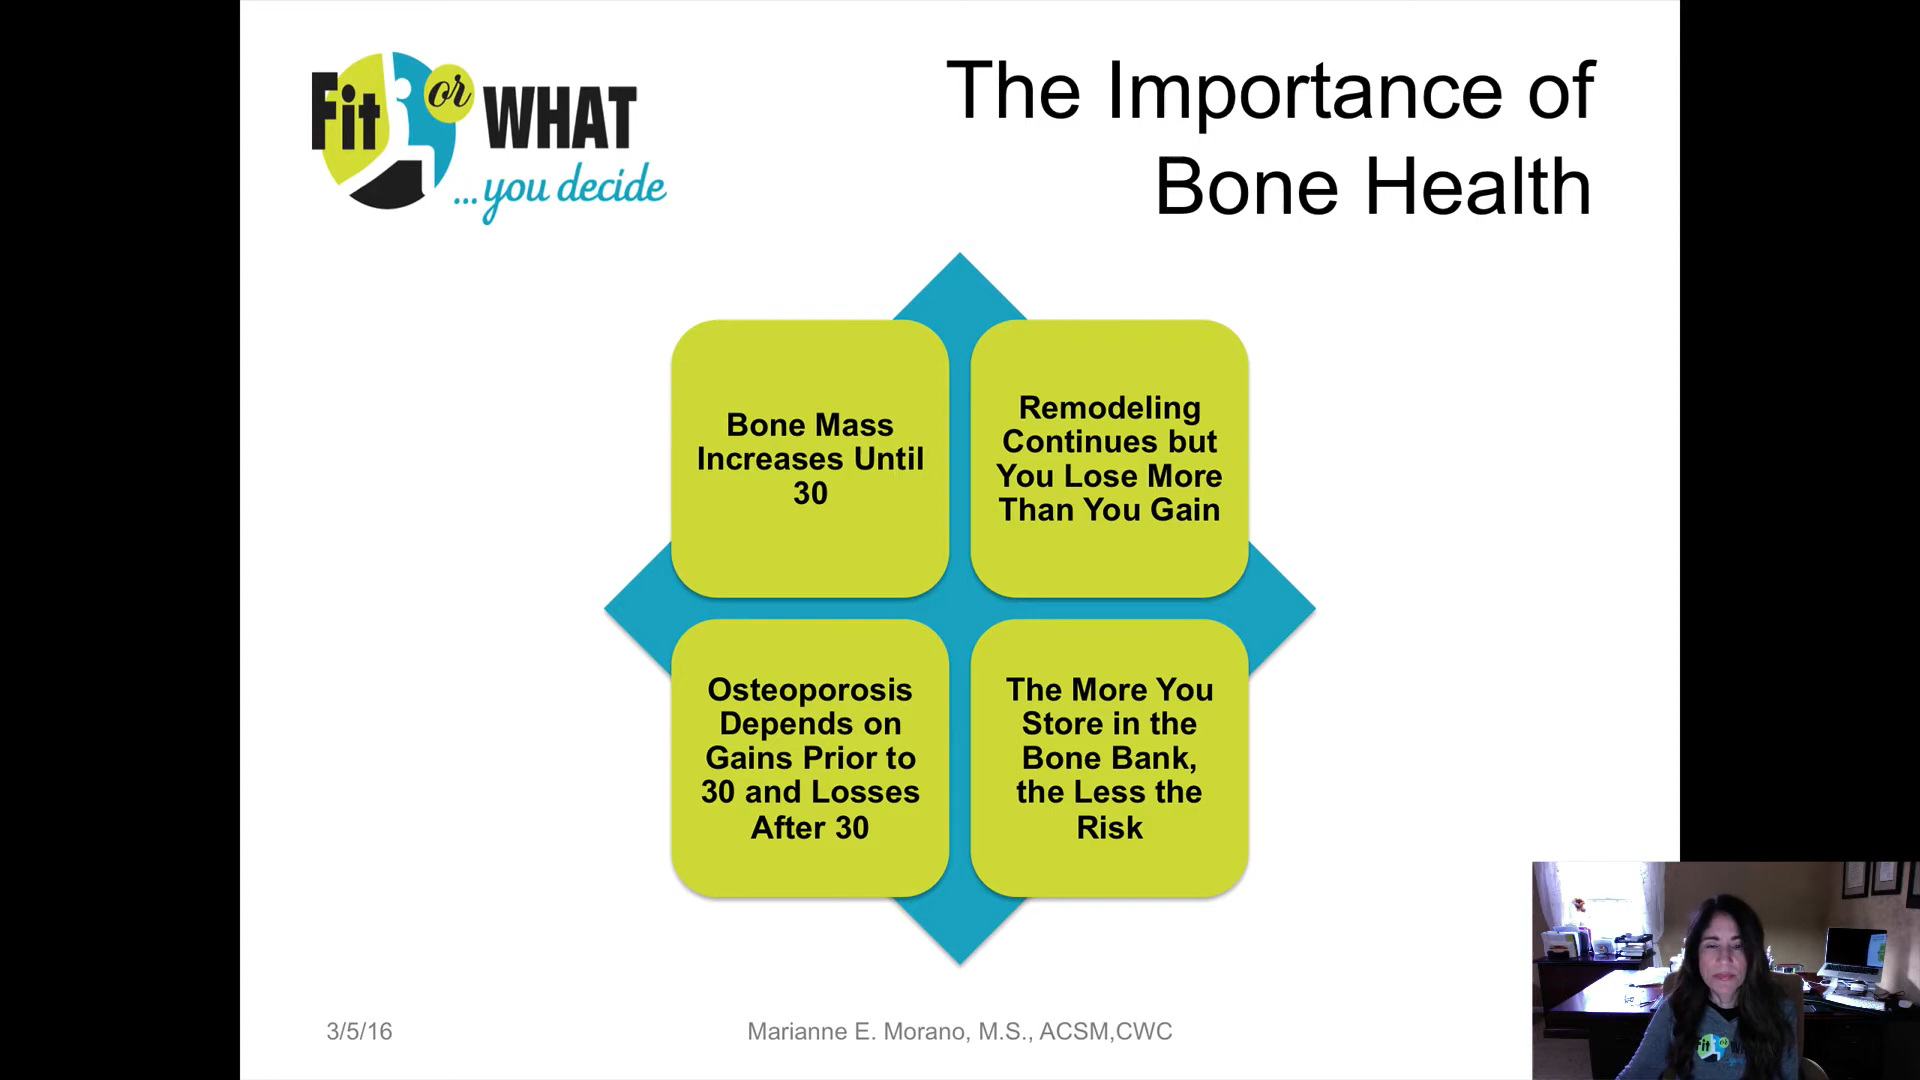 Fit or WHAT
...you decide
The Importance of
Bone Health
Bone Mass
Increases Until
30
Remodeling
Continues but
You Lose More
Than You Gain
Osteoporosis
Depends on
Gains Prior to
30 and Losses
After 30
The More You
Store in the
Bone Bank,
the Less the
Risk
3/5/16
Marianne E. Morano, M.S., ACSM,CWC
Fit or